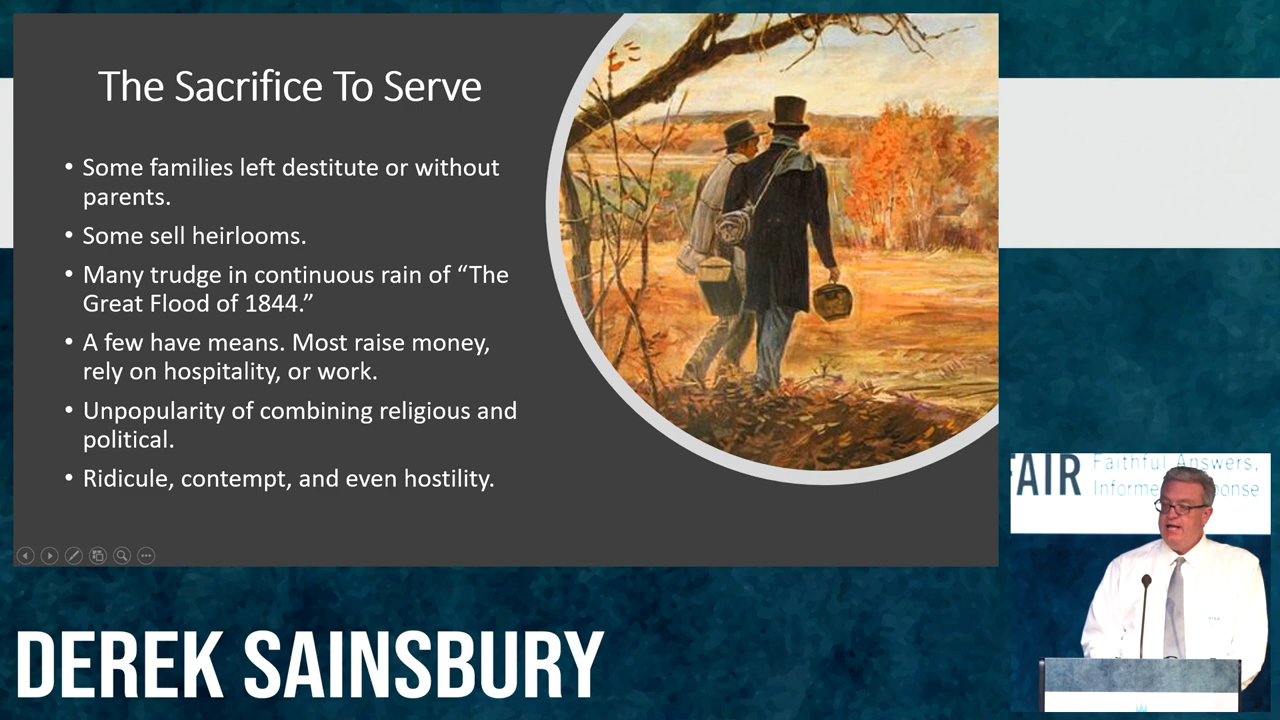 The Sacrifice To Serve
• Some families left destitute or without
parents.
• Some sell heirlooms.
• Many trudge in continuous rain of “The
Great Flood of 1844.”
• A few have means. Most raise money,
rely on hospitality, or work.
• Unpopularity of combining religious and
political.
• Ridicule, contempt, and even hostility.
FAIR
Faithful Answers,
DEREK SAINSBURY